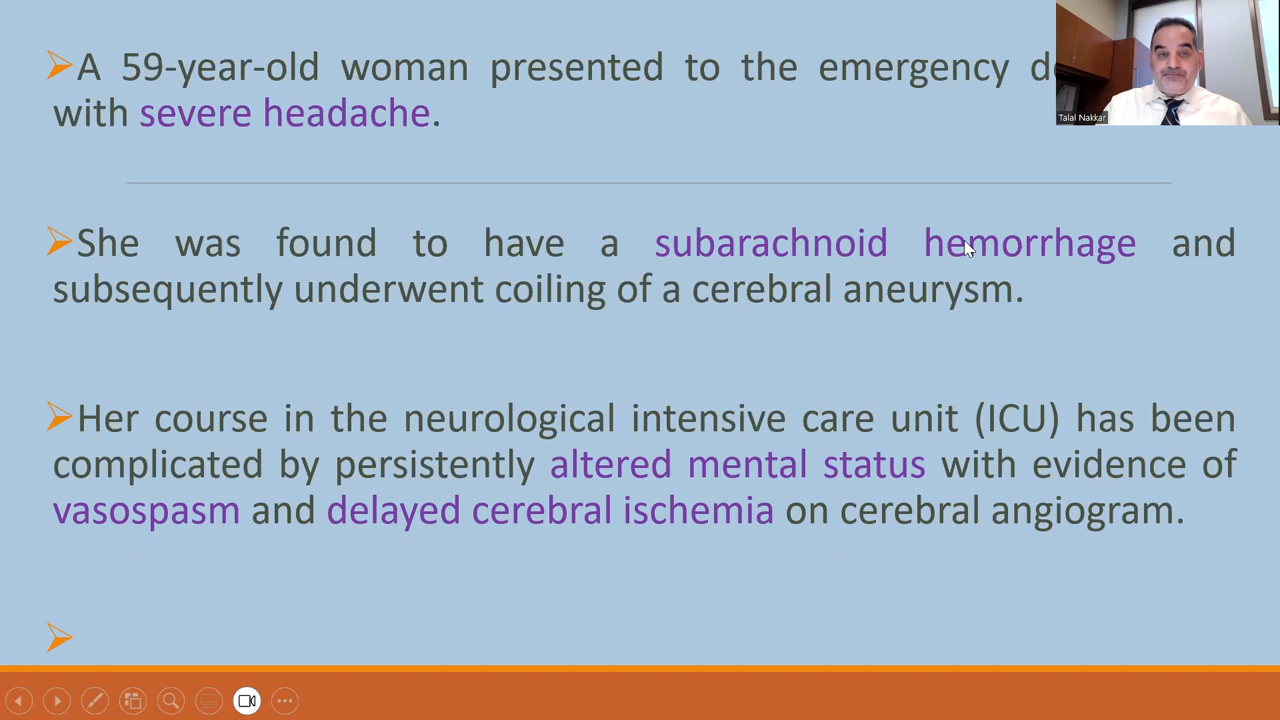 A 59-year-old woman presented to the emergency
with severe headache.
Talal Nakkar
She was found to have a subarachnoid hemorrhage and
subsequently underwent coiling of a cerebral aneurysm.
Her course in the neurological intensive care unit (ICU) has been
complicated by persistently altered mental status with evidence of
vasospasm and delayed cerebral ischemia on cerebral angiogram.